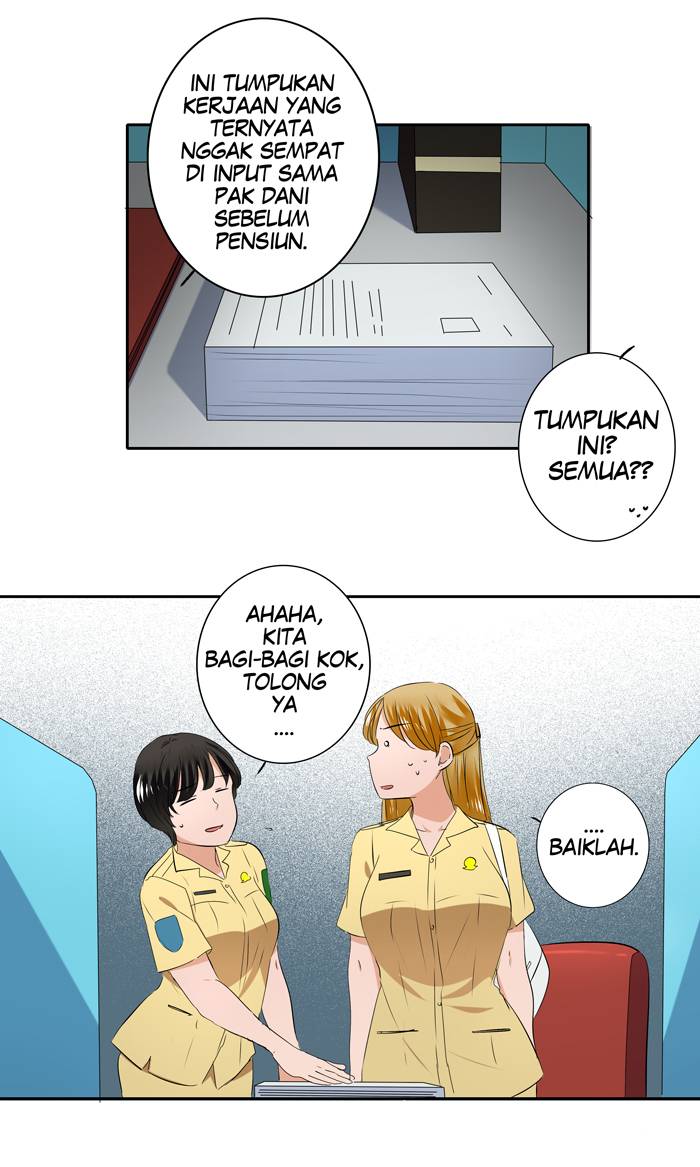 INI TUMPUKAN
KERJAAN YANG
TERNYATA
NGGAK SEMPAT
DI INPUT SAMA
PAK DANI
SEBELUM
PENSIUN.
TUMPUKAN
INI?
SEMUA??
AHAHA,
KITA
BAGI-BAGI KOK,
TOLONG
YA
....
....
BAIKLAH.